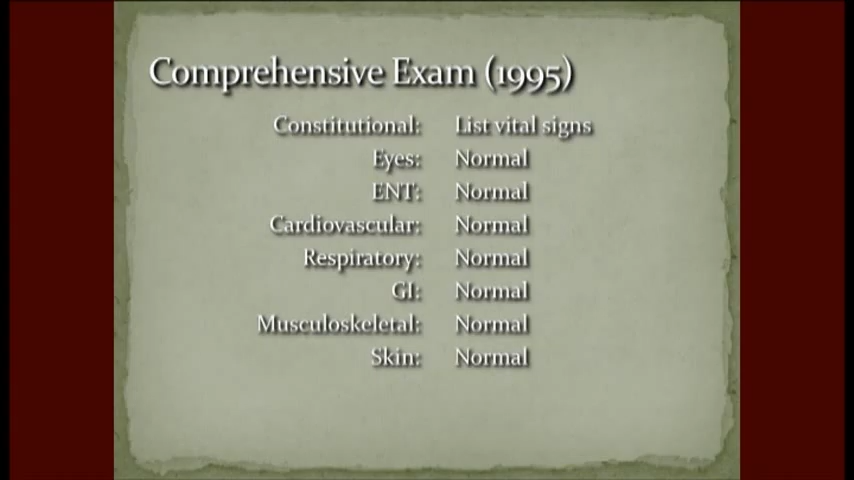 Comprehensive Exam (1995)
Constitutional: List vital signs
Eyes: Normal
ENT: Normal
Cardiovascular: Normal
Respiratory: Normal
GI: Normal
Musculoskeletal: Normal
Skin: Normal